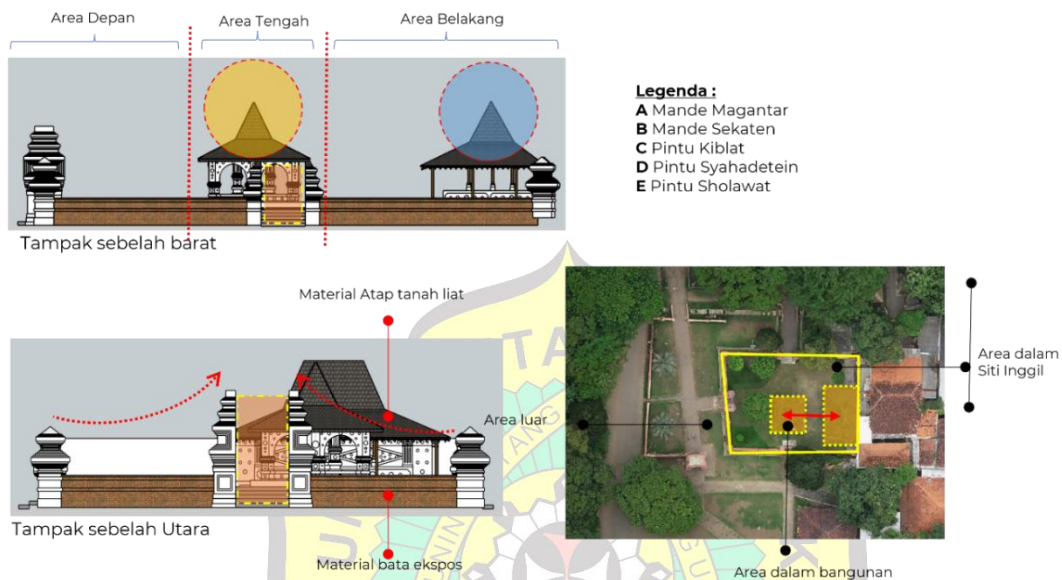 Area Depan
Area Tengah
Area Belakang
Legenda :
A Mande Magantar
B Mande Sekaten
C Pintu Kiblat
D Pintu Syahadetein
E Pintu Sholawat
Tampak sebelah barat
Material Atap tanah liat
Area dalam
Siti Inggil
Area luar
Tampak sebelah Utara
Material bata ekspos
Area dalam bangunan